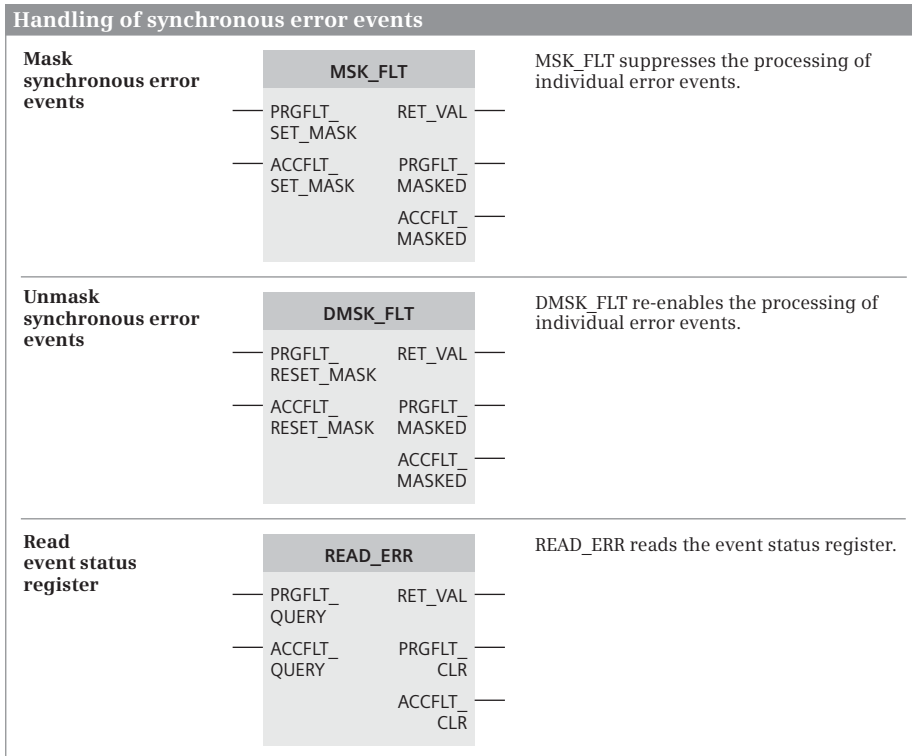 Handling of synchronous error events
Mask
synchronous error
events
MSK_FLT
PRGFLT_
SET_MASK
RET_VAL
ACCFLT_
SET_MASK
PRGFLT_
MASKED
ACCFLT_
MASKED
MSK_FLT suppresses the processing of
individual error events.
Unmask
synchronous error
events
DMSK_FLT
PRGFLT_
RESET_MASK
RET_VAL
ACCFLT_
RESET_MASK
PRGFLT_
MASKED
ACCFLT_
MASKED
DMSK_FLT re-enables the processing of
individual error events.
Read
event status
register
READ_ERR
PRGFLT_
QUERY
RET_VAL
ACCFLT_
QUERY
PRGFLT_
CLR
ACCFLT_
CLR
READ_ERR reads the event status register.